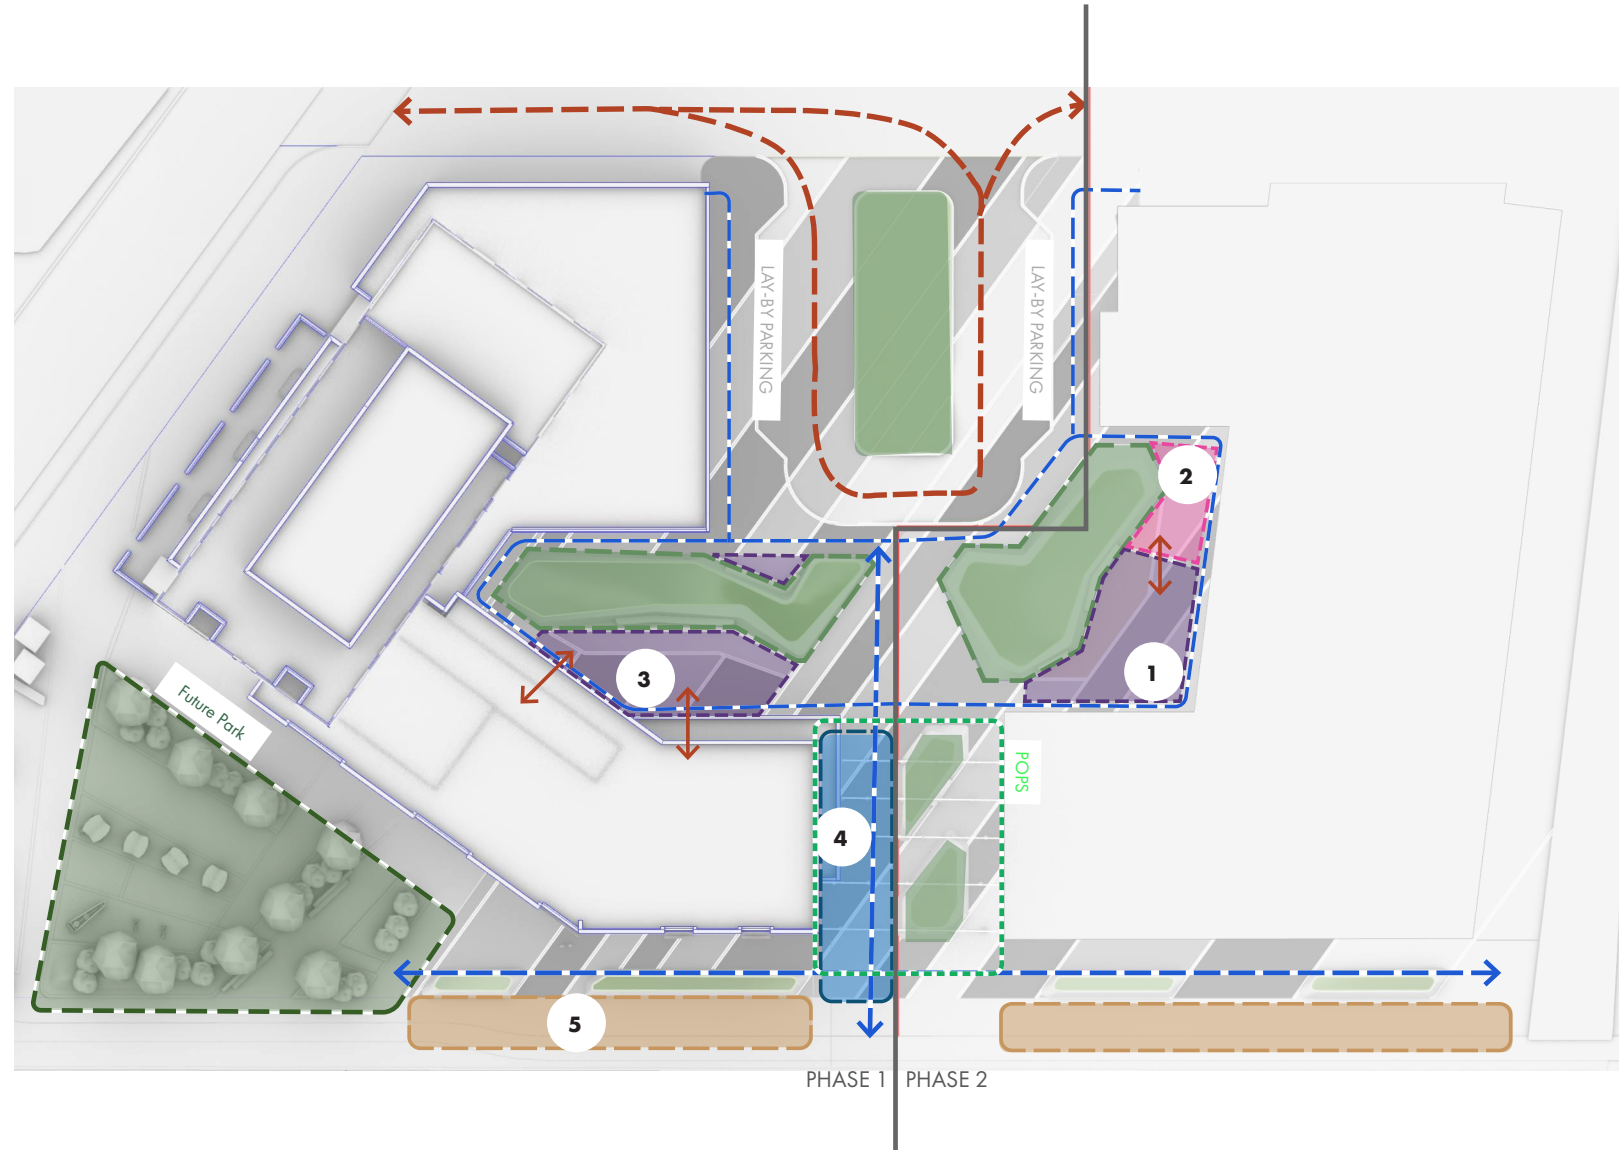 LAY-BY PARKING
LAY-BY PARKING
2
1
3
Future Park
POPS
4
5
PHASE 1
PHASE 2